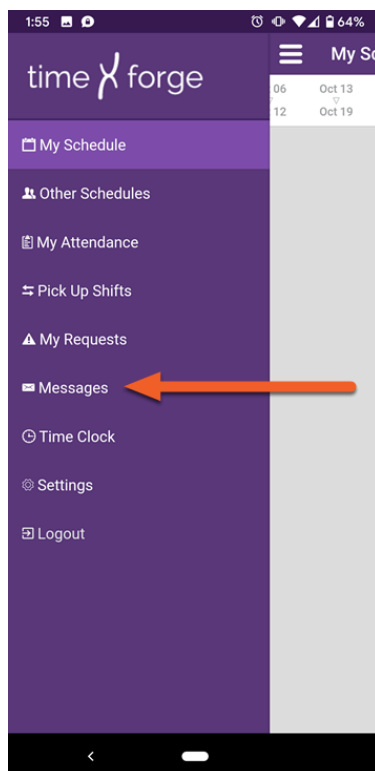 1:55 64%
time forge
My Sc
06 Oct 13
12 Oct 19
My Schedule
Other Schedules
My Attendance
Pick Up Shifts
My Requests
Messages
Time Clock
Settings
Logout